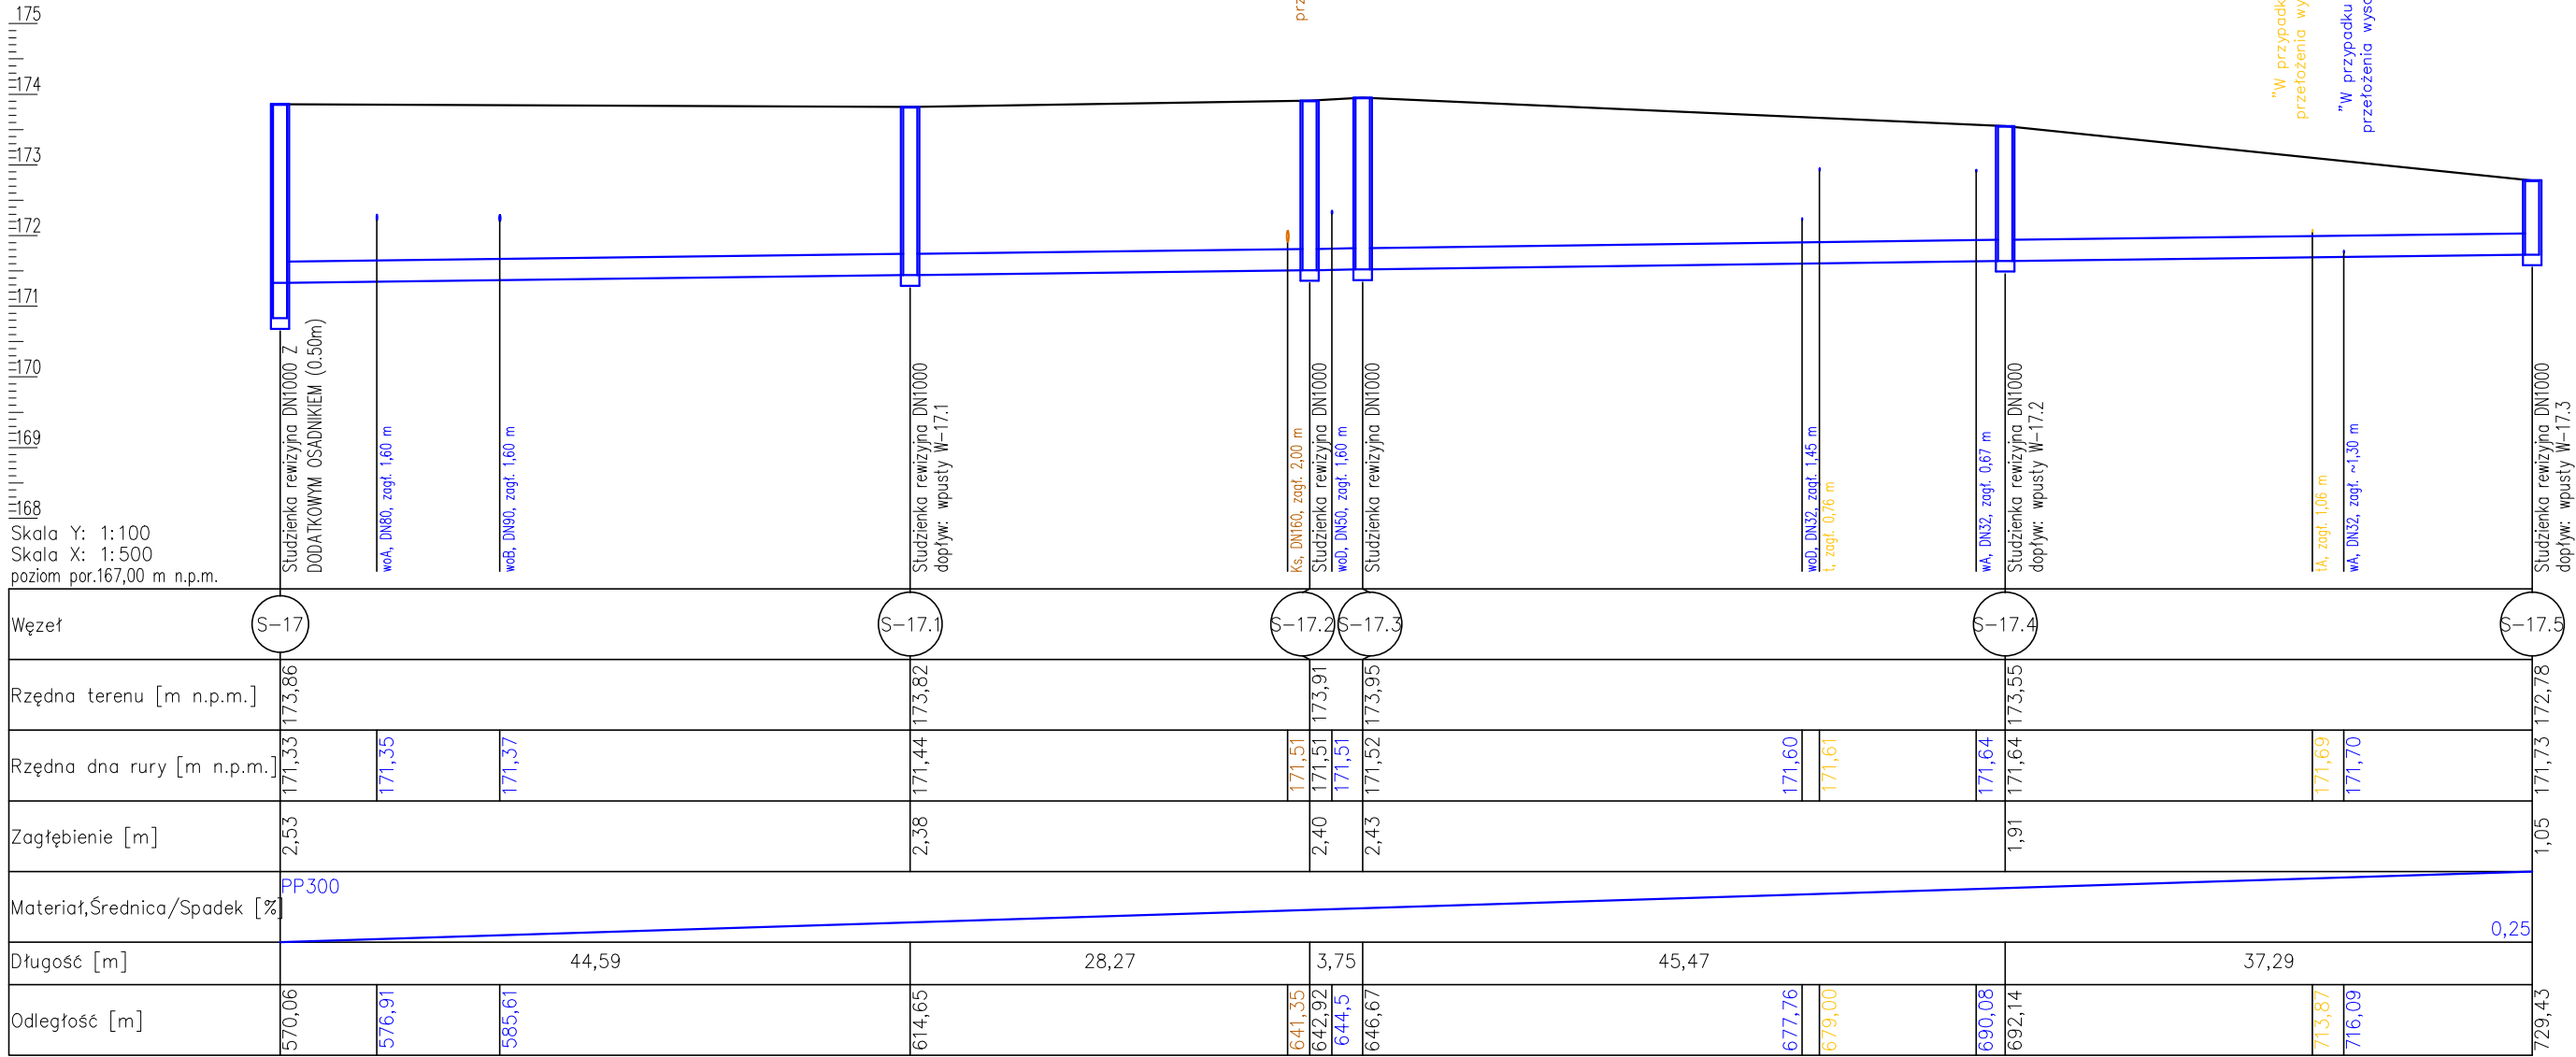 175
174
173
172
171
170
169
168
Skala Y: 1:100
Skala X: 1:500
poziom por.167,00 m n.p.m.
"W przypadk
przełożenia wy
"W przypadku
przełożenia wyso
prz
Studzienka rewizyjna DN1000 Z
DODATKOWYM OSADNIKIEM (0.50m)
woA, DN80, zagł. 1,60 m
woB, DN90, zagł. 1,60 m
Studzienka rewizyjna DN1000
dopływ: wpusty W-17.1
Ks, DN160, zagł. 2,00 m
Studzienka rewizyjna DN1000
woD, DN50, zagł. 1,60 m
Studzienka rewizyjna DN1000
woD, DN32, zagł. 1,45 m
t, zagł. 0,76 m
wA, DN32, zagł. 0,67 m
Studzienka rewizyjna DN1000
dopływ: wpusty W-17.2
tA, zagł. 1,06 m
wA, DN32, zagł. ~1,30 m
Studzienka rewizyjna DN1000
dopływ: wpusty W-17.3
Węzeł S-17 S-17.1 S-17.2 S-17.3 S-17.4 S-17.5
Rzędna terenu [m n.p.m.] 173,86 173,82 173,91 173,95 173,55 172,78
Rzędna dna rury [m n.p.m.] 171,33 171,35 171,37 171,44 171,51 171,51 171,51 171,52 171,60 171,61 171,64 171,64 171,69 171,70 171,73
Zagłębienie [m] 2,53 2,38 2,40 2,43 1,91 1,05
PP300
Materiał,Średnica/Spadek [%]
0,25
Długość [m] 44,59 28,27 3,75 45,47 37,29
Odległość [m] 570,06 576,91 585,61 614,65 641,35 642,92 644,5 646,67 677,76 679,00 690,08 692,14 713,87 716,09 729,43